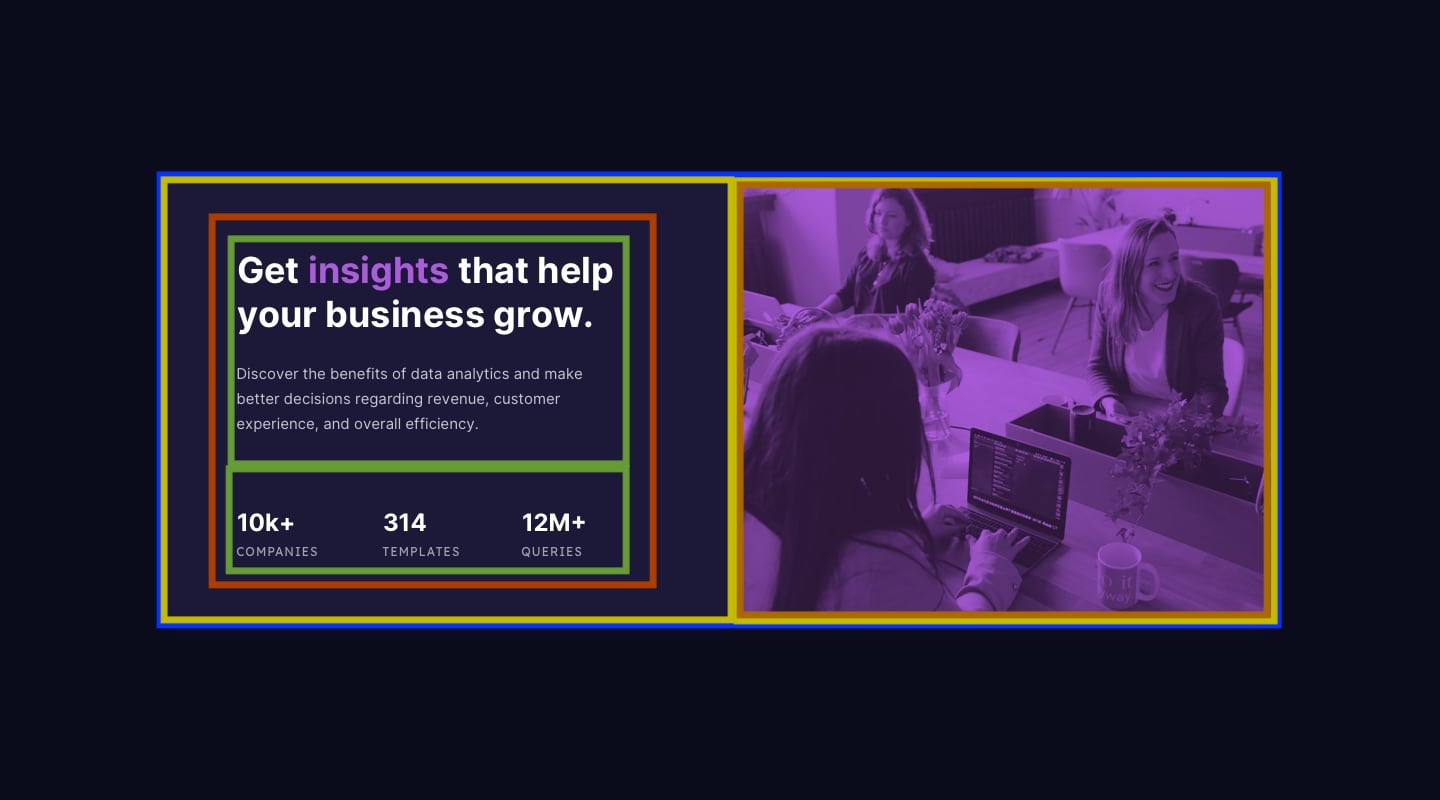 Get insights that help
your business grow.
Discover the benefits of data analytics and make
better decisions regarding revenue, customer
experience, and overall efficiency.
10k+ 314 12M+
COMPANIES TEMPLATES QUERIES